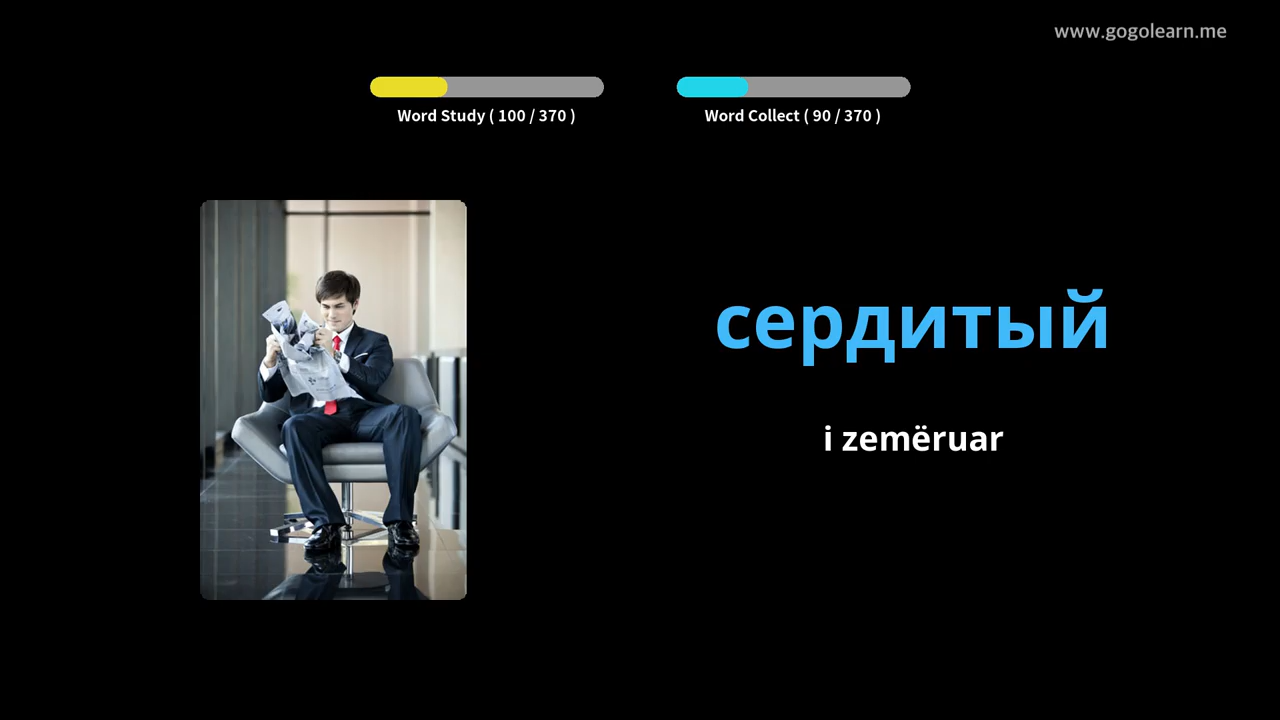 www.gogolearn.me
Word Study ( 100 / 370 )
Word Collect ( 90 / 370 )
сердитый
i zemëruar